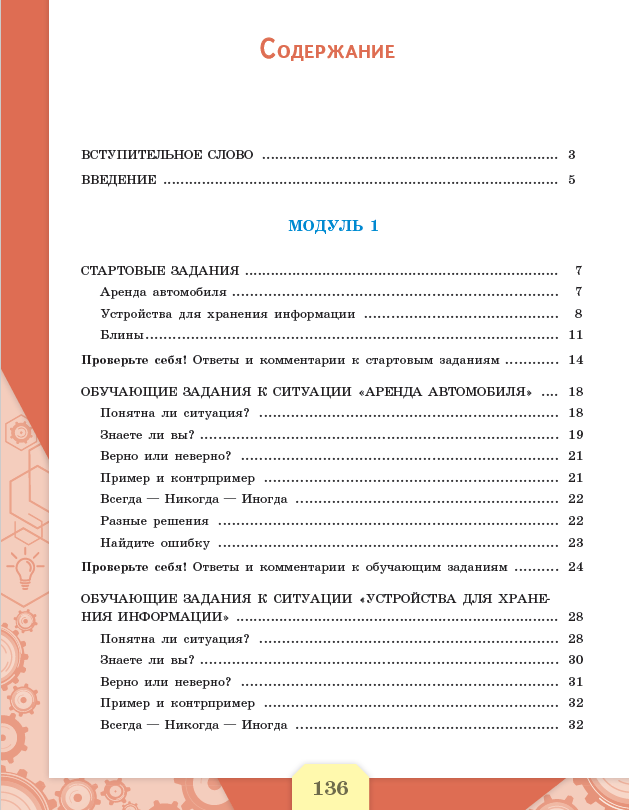 Содержание
ВСТУПИТЕЛЬНОЕ СЛОВО ........ 3
ВВЕДЕНИЕ ........ 5
МОДУЛЬ 1
СТАРТОВЫЕ ЗАДАНИЯ ........ 7
Аренда автомобиля ........ 7
Устройства для хранения информации ........ 8
Блины ........ 11
Проверьте себя! Ответы и комментарии к стартовым заданиям ........ 14
ОБУЧАЮЩИЕ ЗАДАНИЯ К СИТУАЦИИ «АРЕНДА АВТОМОБИЛЯ» .... 18
Понятна ли ситуация? ........ 18
Знаете ли вы? ........ 19
Верно или неверно? ........ 21
Пример и контрпример ........ 21
Всегда — Никогда — Иногда ........ 22
Разные решения ........ 22
Найдите ошибку ........ 23
Проверьте себя! Ответы и комментарии к обучающим заданиям ........ 24
ОБУЧАЮЩИЕ ЗАДАНИЯ К СИТУАЦИИ «УСТРОЙСТВА ДЛЯ ХРАНЕ-
НИЯ ИНФОРМАЦИИ» ........ 28
Понятна ли ситуация? ........ 28
Знаете ли вы? ........ 30
Верно или неверно? ........ 31
Пример и контрпример ........ 32
Всегда — Никогда — Иногда ........ 32
136